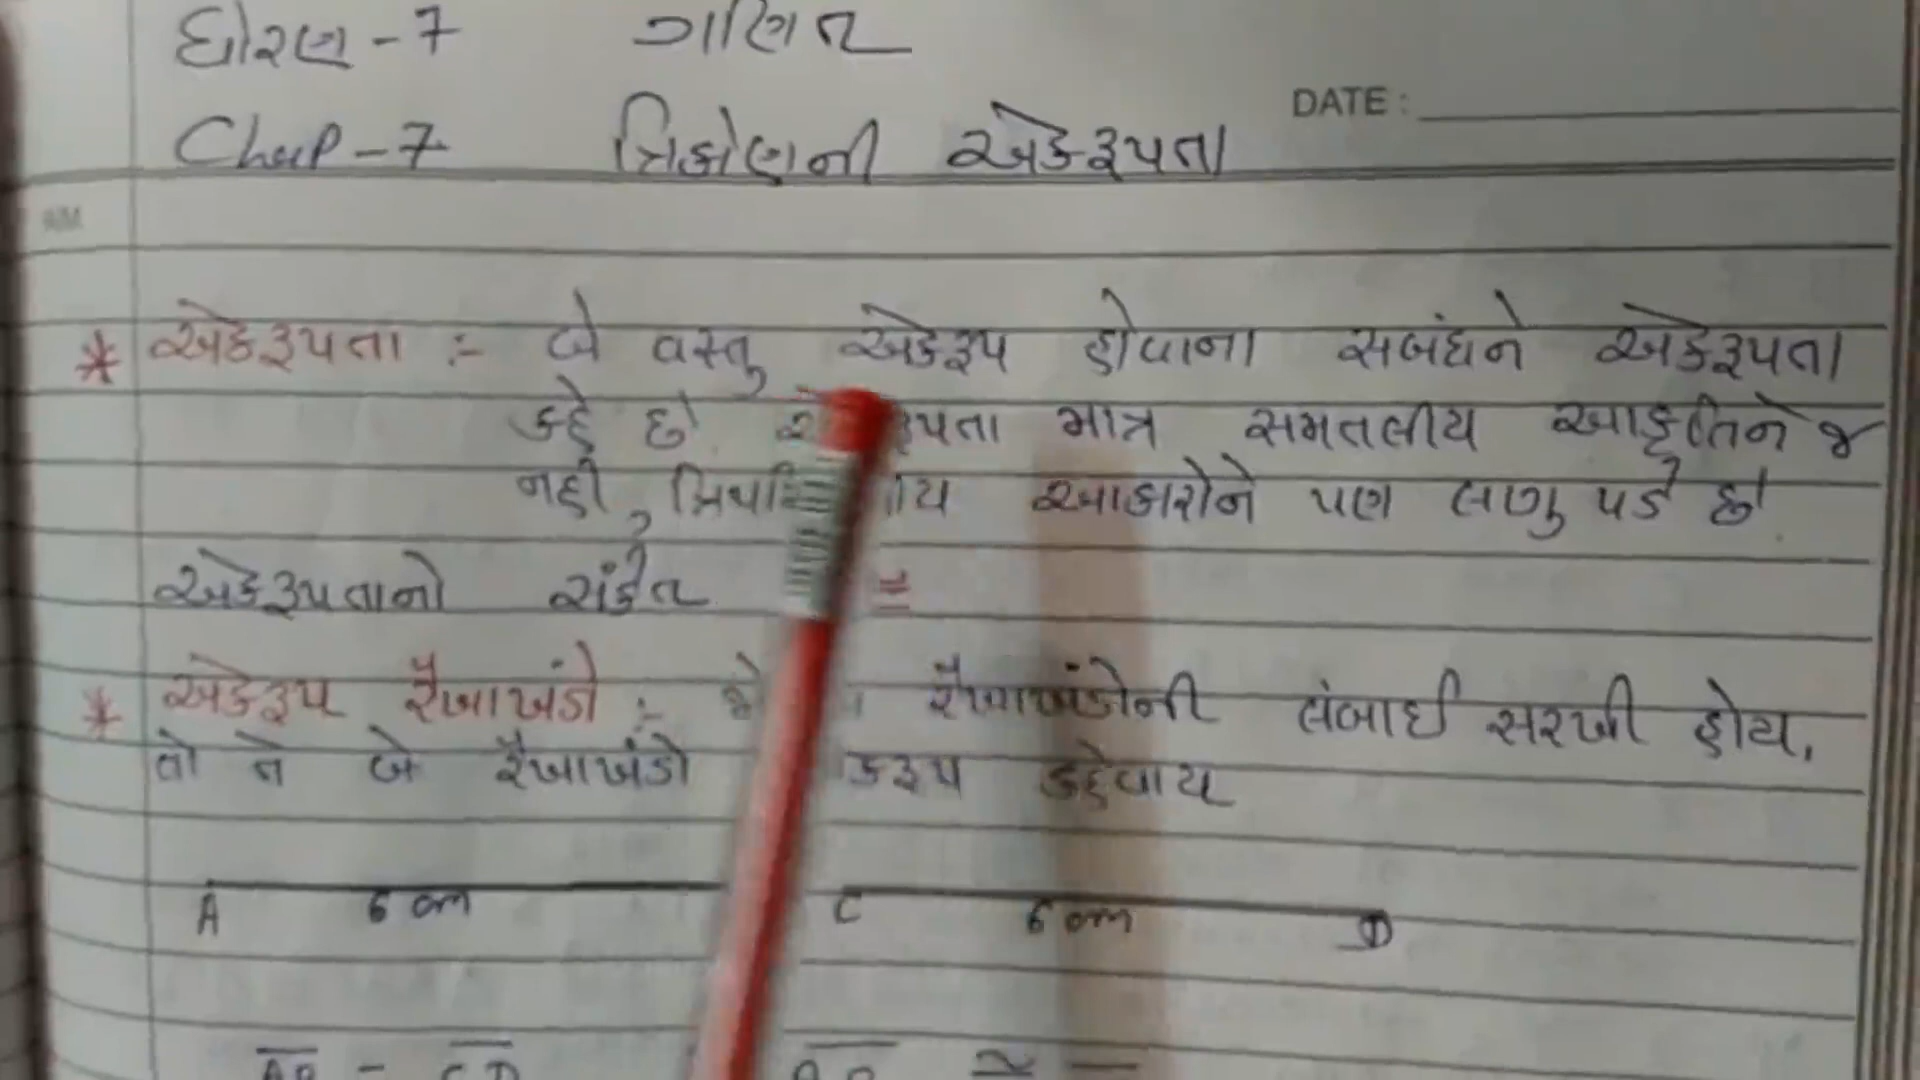 ધોરણ-7 ગણિત
DATE:
Chap-7 ત્રિકોણની એકરૂપતા
AIM
* એકરૂપતા :- બે વસ્તુ એકરૂપ હોવાના સબંધને એકરૂપતા
કહે છે. રૂપતા માત્ર સમતલીય આકૃતિને જ
નહી, આકારોને પણ લાગુ પડે છે.
એકરૂપતાનો સંકેત ≅
* એકરૂપ રેખાખંડો :- રેખાખંડોની લંબાઈ સરખી હોય,
તો તે બે રેખાખંડો કરૂપ કહેવાય
A 6 cm C 6 cm D